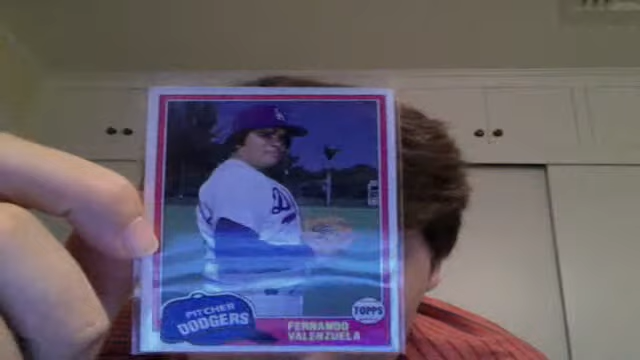 PITCHER
DODGERS
FERNANDO
VALENZUELA
TOPPS